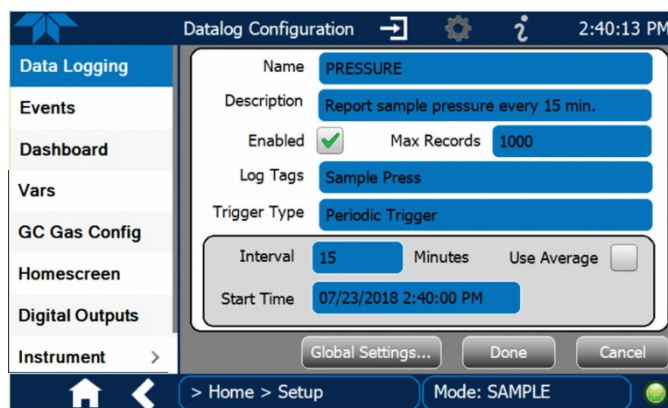 Datalog Configuration 2:40:13 PM
Data Logging
Events
Dashboard
Vars
GC Gas Config
Homescreen
Digital Outputs
Instrument >
Name PRESSURE
Description Report sample pressure every 15 min.
Enabled Max Records 1000
Log Tags Sample Press
Trigger Type Periodic Trigger
Interval 15 Minutes Use Average
Start Time 07/23/2018 2:40:00 PM
Global Settings... Done Cancel
> Home > Setup Mode: SAMPLE